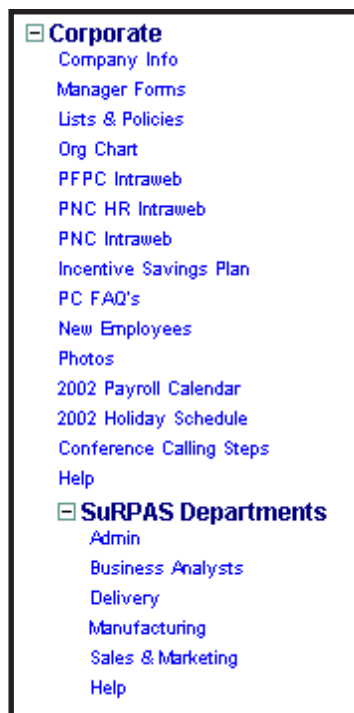 Corporate
Company Info
Manager Forms
Lists & Policies
Org Chart
PFPC Intraweb
PNC HR Intraweb
PNC Intraweb
Incentive Savings Plan
PC FAQ's
New Employees
Photos
2002 Payroll Calendar
2002 Holiday Schedule
Conference Calling Steps
Help
SuRPAS Departments
Admin
Business Analysts
Delivery
Manufacturing
Sales & Marketing
Help